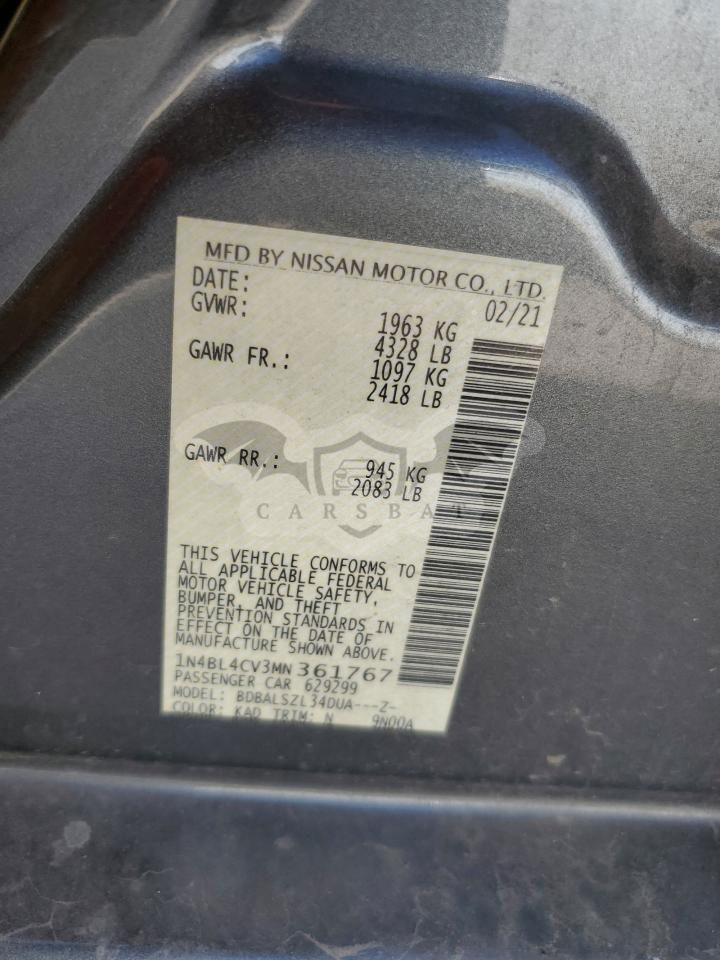 MFD BY NISSAN MOTOR CO., LTD.
DATE: 02/21
GVWR: 1963 KG
4328 LB
GAWR FR.: 1097 KG
2418 LB
GAWR RR.: 945 KG
2083 LB
CARSBAT
THIS VEHICLE CONFORMS TO
ALL APPLICABLE FEDERAL
MOTOR VEHICLE SAFETY,
BUMPER, AND THEFT
PREVENTION STANDARDS IN
EFFECT ON THE DATE OF
MANUFACTURE SHOWN ABOVE.
1N4BL4CV3MN361767
PASSENGER CAR 629299
MODEL: BDBALSZL34DUA---Z-
COLOR: KAD TRIM: N 9N00A